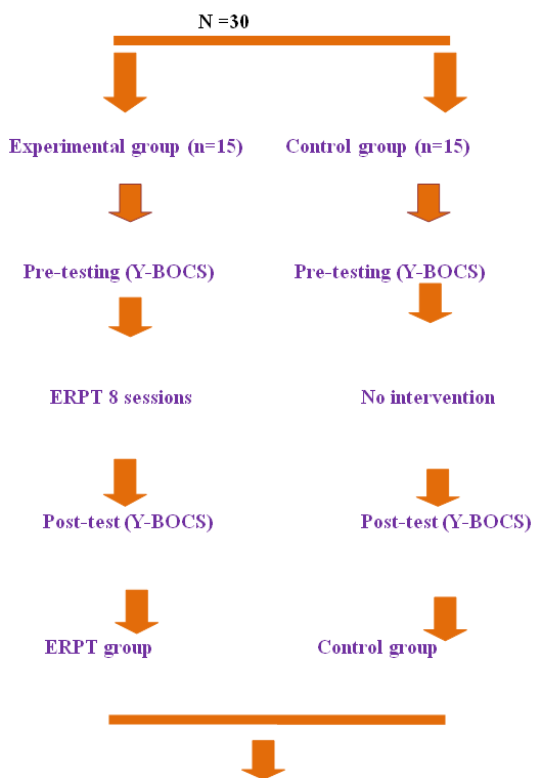 N =30
Experimental group (n=15) Control group (n=15)
Pre-testing (Y-BOCS) Pre-testing (Y-BOCS)
ERPT 8 sessions No intervention
Post-test (Y-BOCS) Post-test (Y-BOCS)
ERPT group Control group